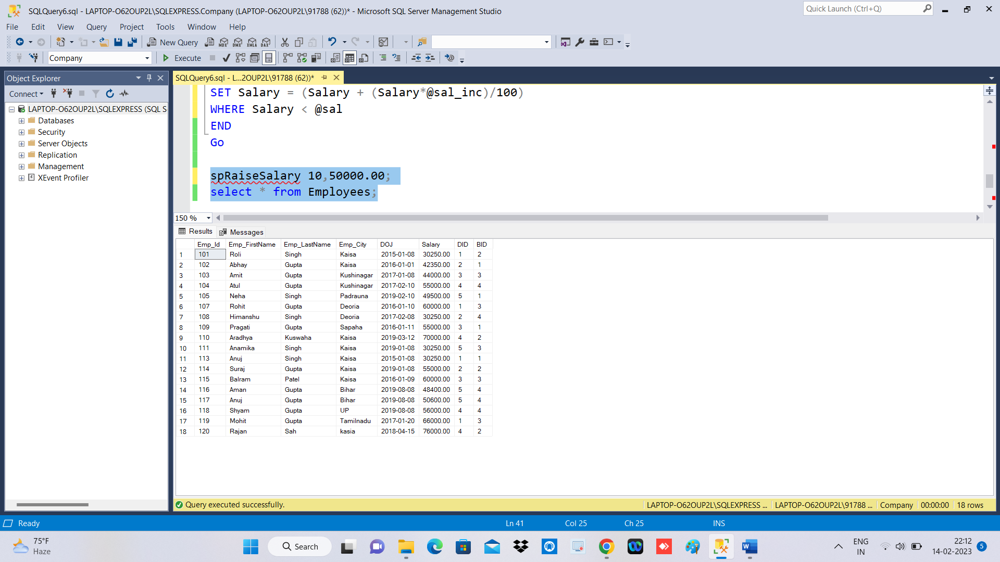 SQLQuery6.sql - LAPTOP-O62OUP2L\SQLEXPRESS.Company (LAPTOP-O62OUP2L\91788 (62))* - Microsoft SQL Server Management Studio
Quick Launch (Ctrl+Q)
File Edit View Query Project Tools Window Help
New Query MDX DMX XMLA DAX
Company Execute
Object Explorer
SQLQuery6.sql - L...2OUP2L\91788 (62))*
Connect
LAPTOP-O62OUP2L\SQLEXPRESS (SQL S
Databases
Security
Server Objects
Replication
Management
XEvent Profiler
SET Salary = (Salary + (Salary*@sal_inc)/100)
WHERE Salary < @sal
END
Go
spRaiseSalary 10,50000.00;
select * from Employees;
150 %
Results Messages
Emp_Id Emp_FirstName Emp_LastName Emp_City DOJ Salary DID BID
1 101 Roli Singh Kaisa 2015-01-08 30250.00 1 2
2 102 Abhay Gupta Kaisa 2016-01-01 42350.00 2 1
3 103 Amit Gupta Kushinagar 2017-01-08 44000.00 3 3
4 104 Atul Gupta Kushinagar 2017-02-10 55000.00 4 4
5 105 Neha Singh Padrauna 2019-02-10 49500.00 5 1
6 107 Rohit Gupta Deoria 2016-01-10 60000.00 1 3
7 108 Himanshu Singh Deoria 2017-02-08 30250.00 2 4
8 109 Pragati Gupta Sapaha 2016-01-11 55000.00 3 1
9 110 Aradhya Kuswaha Kaisa 2019-03-12 70000.00 4 2
10 111 Anamika Singh Kaisa 2019-01-08 30250.00 5 3
11 113 Anuj Singh Kaisa 2015-01-08 30250.00 1 1
12 114 Suraj Gupta Kaisa 2019-01-08 55000.00 2 2
13 115 Balram Patel Kaisa 2016-01-09 60000.00 3 3
14 116 Aman Gupta Bihar 2019-08-08 48400.00 5 4
15 117 Anuj Gupta Bihar 2019-08-08 50600.00 5 4
16 118 Shyam Gupta UP 2019-08-08 56000.00 4 4
17 119 Mohit Gupta Tamilnadu 2017-01-20 66000.00 1 3
18 120 Rajan Sah kasia 2018-04-15 76000.00 4 2
Query executed successfully. LAPTOP-O62OUP2L\SQLEXPRESS ... LAPTOP-O62OUP2L\91788 ... Company 00:00:00 18 rows
Ready Ln 41 Col 25 Ch 25 INS
75°F
Haze
Search
ENG
IN
22:12
14-02-2023
5